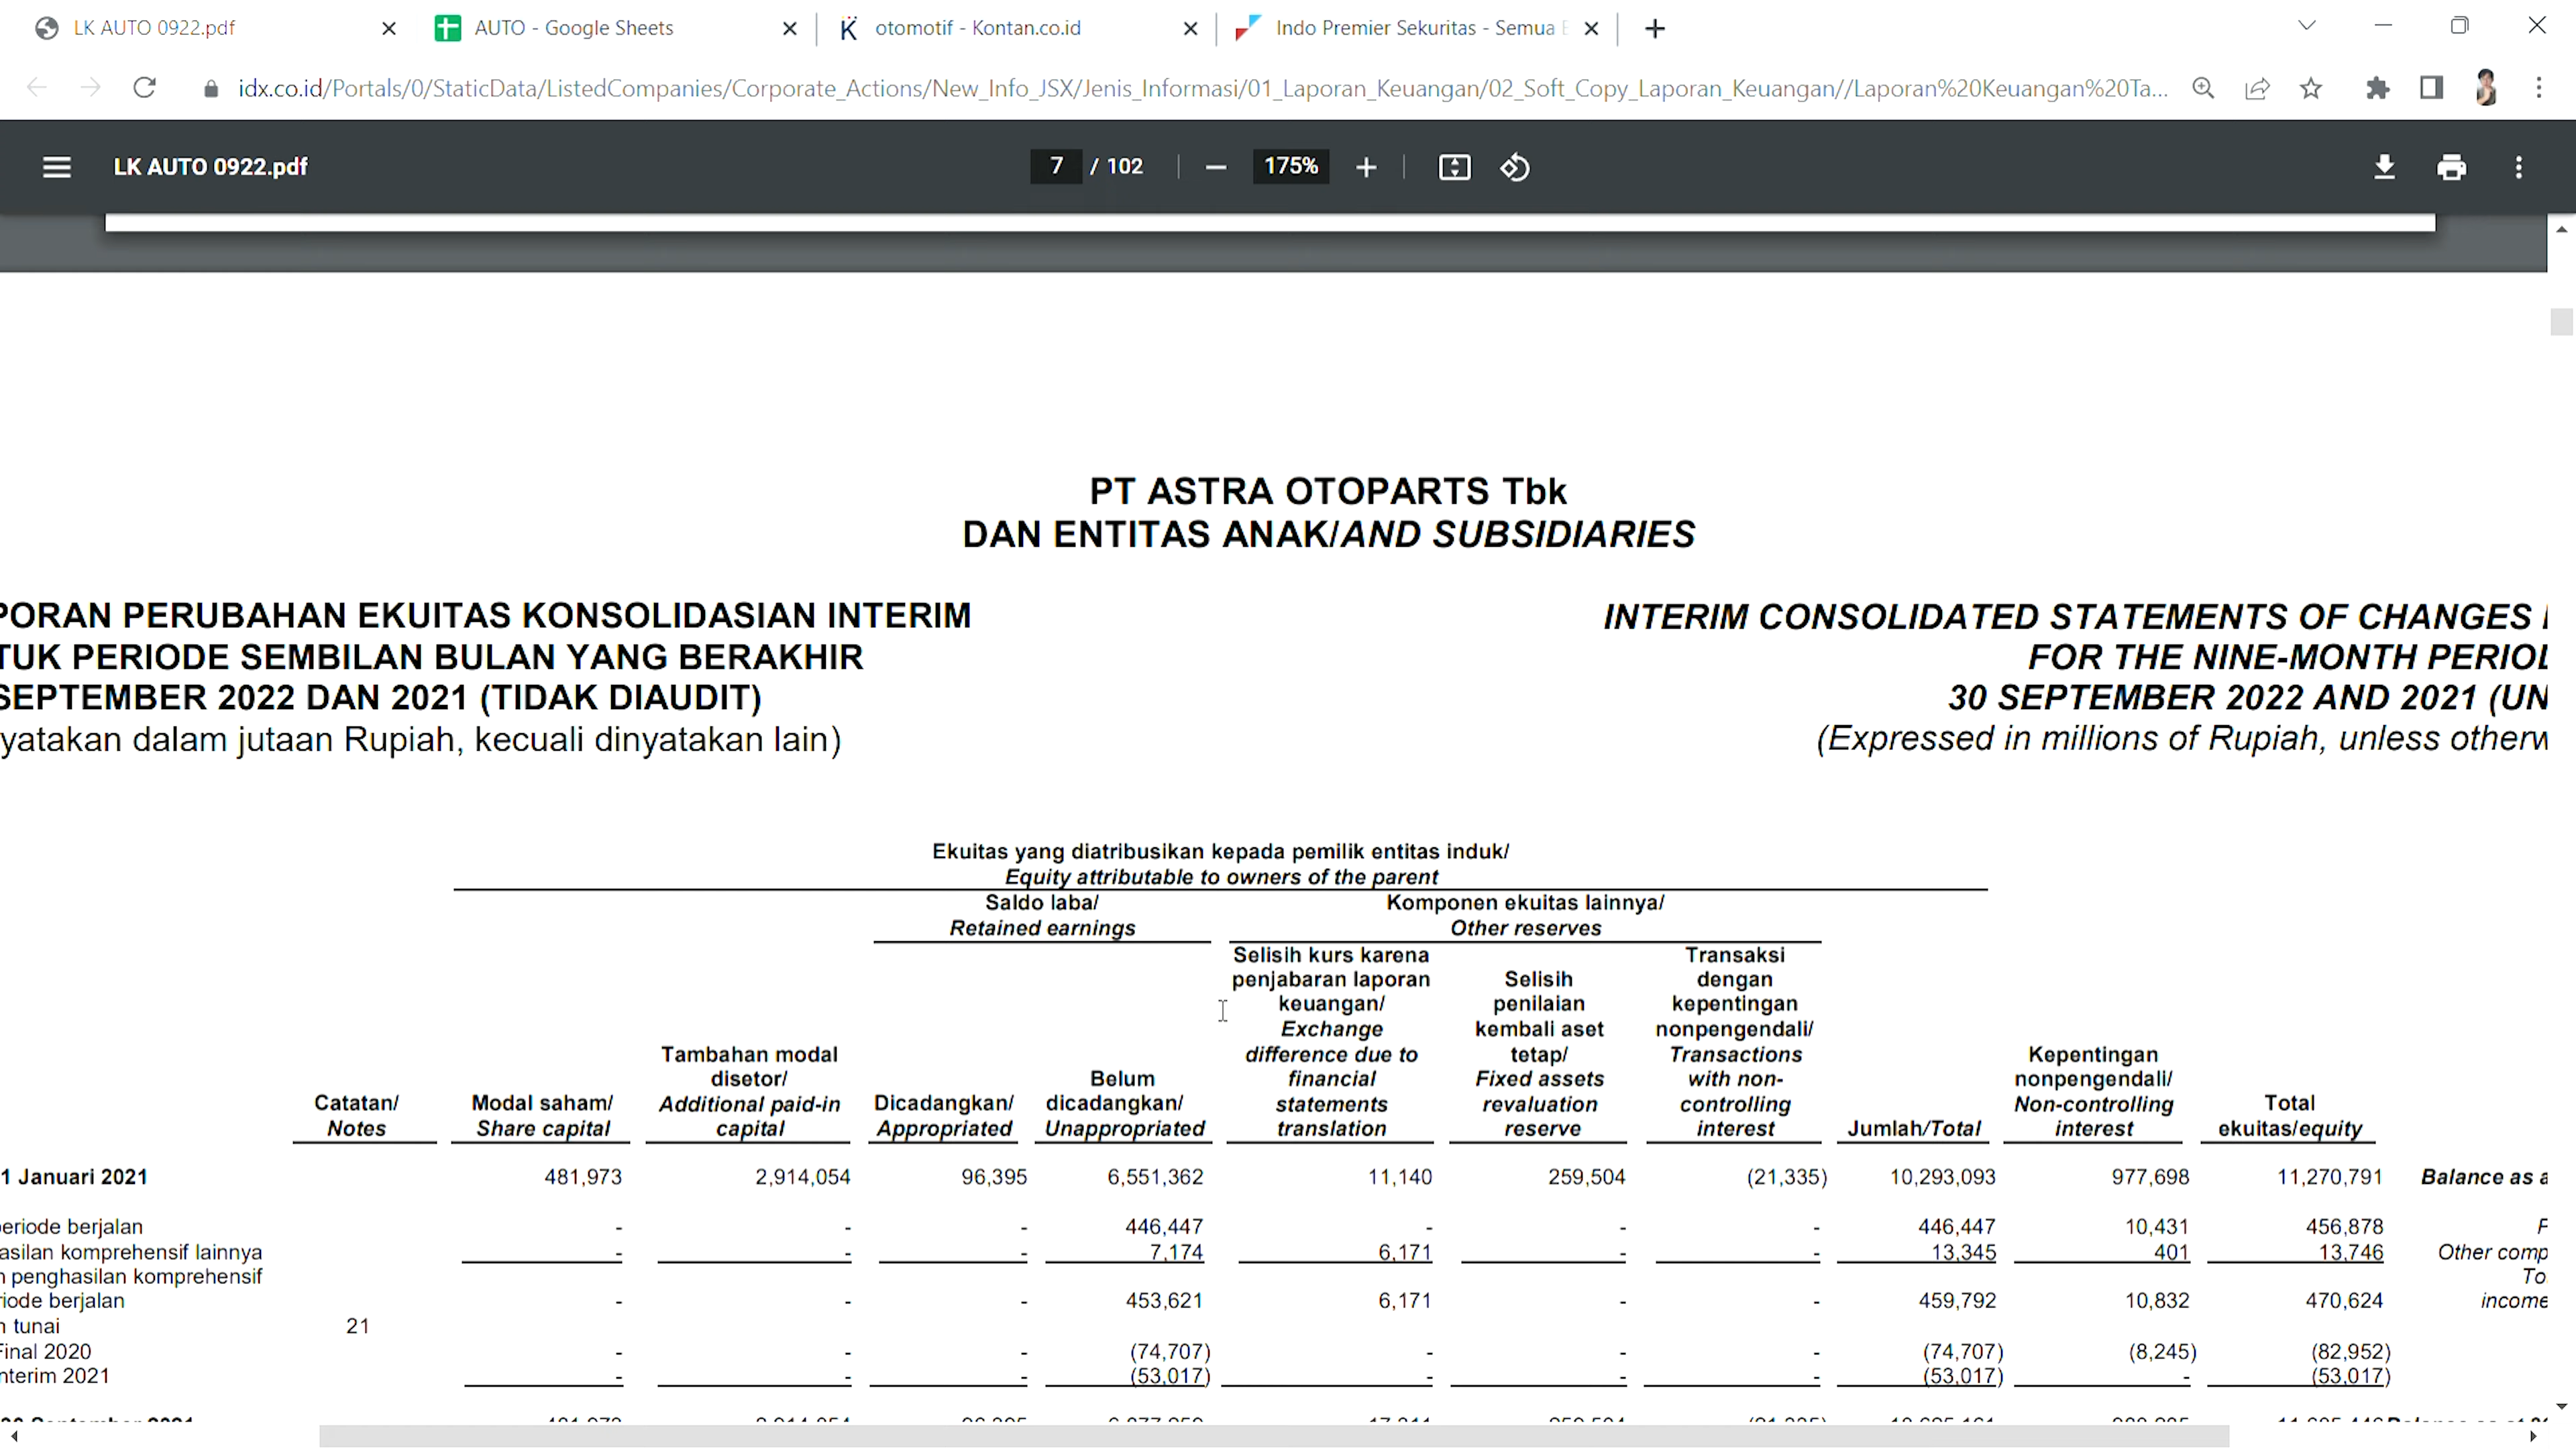 LK AUTO 0922.pdf
AUTO - Google Sheets
otomotif - Kontan.co.id
Indo Premier Sekuritas - Semua
idx.co.id/Portals/0/StaticData/ListedCompanies/Corporate_Actions/New_Info_JSX/Jenis_Informasi/01_Laporan_Keuangan/02_Soft_Copy_Laporan_Keuangan//Laporan%20Keuangan%20Ta...
LK AUTO 0922.pdf
7 / 102
175%
PT ASTRA OTOPARTS Tbk
DAN ENTITAS ANAK/AND SUBSIDIARIES
PORAN PERUBAHAN EKUITAS KONSOLIDASIAN INTERIM
TUK PERIODE SEMBILAN BULAN YANG BERAKHIR
SEPTEMBER 2022 DAN 2021 (TIDAK DIAUDIT)
yatakan dalam jutaan Rupiah, kecuali dinyatakan lain)
INTERIM CONSOLIDATED STATEMENTS OF CHANGES
FOR THE NINE-MONTH PERIOD
30 SEPTEMBER 2022 AND 2021 (UN
(Expressed in millions of Rupiah, unless otherw
Ekuitas yang diatribusikan kepada pemilik entitas induk/
Equity attributable to owners of the parent
Saldo laba/
Retained earnings
Komponen ekuitas lainnya/
Other reserves
Catatan/
Notes
Modal saham/
Share capital
Tambahan modal
disetor/
Additional paid-in
capital
Dicadangkan/
Appropriated
Belum
dicadangkan/
Unappropriated
Selisih kurs karena
penjabaran laporan
keuangan/
Exchange
difference due to
financial
statements
translation
Selisih
penilaian
kembali aset
tetap/
Fixed assets
revaluation
reserve
Transaksi
dengan
kepentingan
nonpengendali/
Transactions
with non-
controlling
interest
Jumlah/Total
Kepentingan
nonpengendali/
Non-controlling
interest
Total
ekuitas/equity
1 Januari 2021 481,973 2,914,054 96,395 6,551,362 11,140 259,504 (21,335) 10,293,093 977,698 11,270,791 Balance as a
eriode berjalan - - - 446,447 - - - 446,447 10,431 456,878
asilan komprehensif lainnya - - - 7,174 6,171 - - 13,345 401 13,746 Other comp
n penghasilan komprehensif To
riode berjalan - - - 453,621 6,171 - - 459,792 10,832 470,624 income
n tunai 21
Final 2020 - - - (74,707) - - - (74,707) (8,245) (82,952)
nterim 2021 - - - (53,017) - - - (53,017) - (53,017)